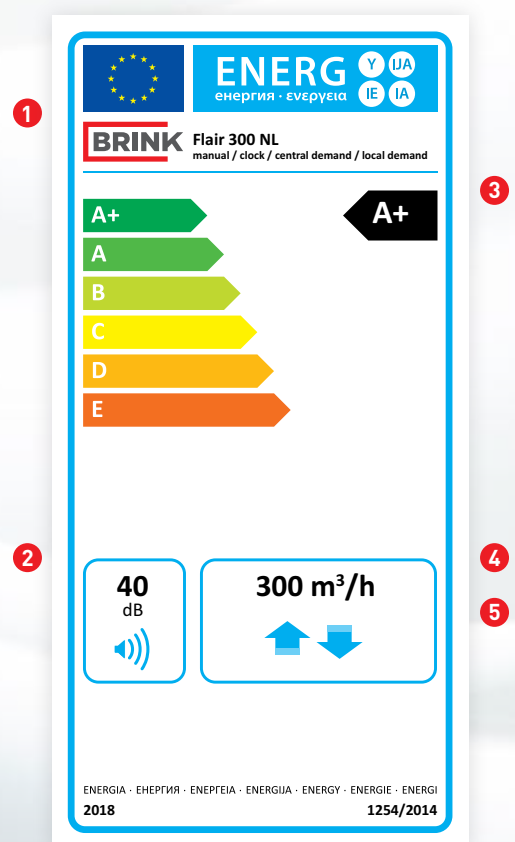 ENERG Y IJA
енергия · ενεργεια IE IA
1
BRINK Flair 300 NL
manual / clock / central demand / local demand
3
A+ A+
A
B
C
D
E
2
4
40 300 m³/h
dB
5
ENERGIA · ЕНЕРГИЯ · ΕΝΕΡΓΕΙΑ · ENERGIJA · ENERGY · ENERGIE · ENERGI
2018 1254/2014